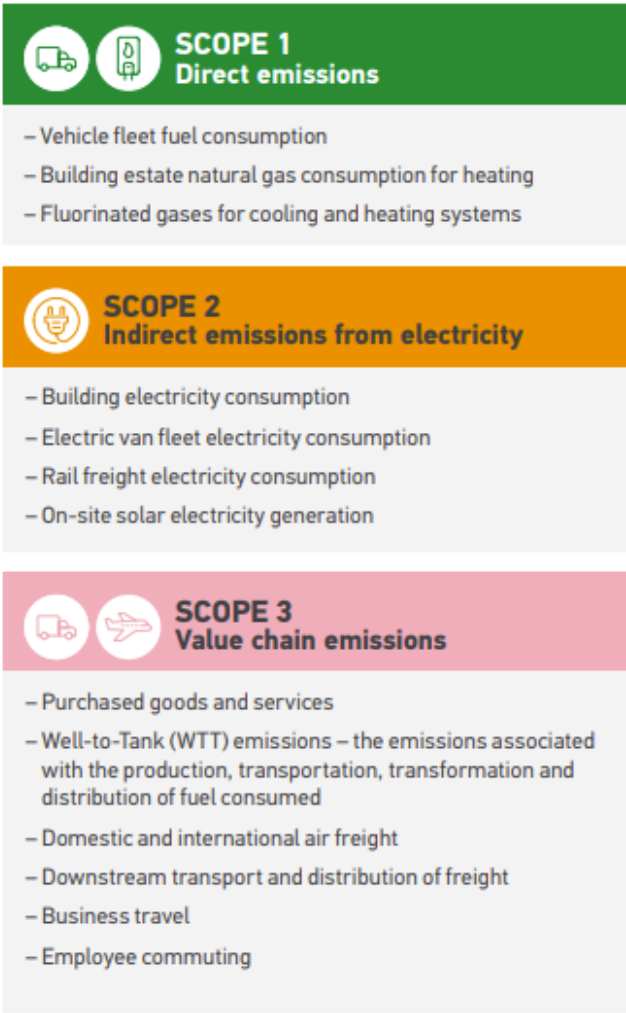 SCOPE 1
Direct emissions
– Vehicle fleet fuel consumption
– Building estate natural gas consumption for heating
– Fluorinated gases for cooling and heating systems
SCOPE 2
Indirect emissions from electricity
– Building electricity consumption
– Electric van fleet electricity consumption
– Rail freight electricity consumption
– On-site solar electricity generation
SCOPE 3
Value chain emissions
– Purchased goods and services
– Well-to-Tank (WTT) emissions – the emissions associated
with the production, transportation, transformation and
distribution of fuel consumed
– Domestic and international air freight
– Downstream transport and distribution of freight
– Business travel
– Employee commuting